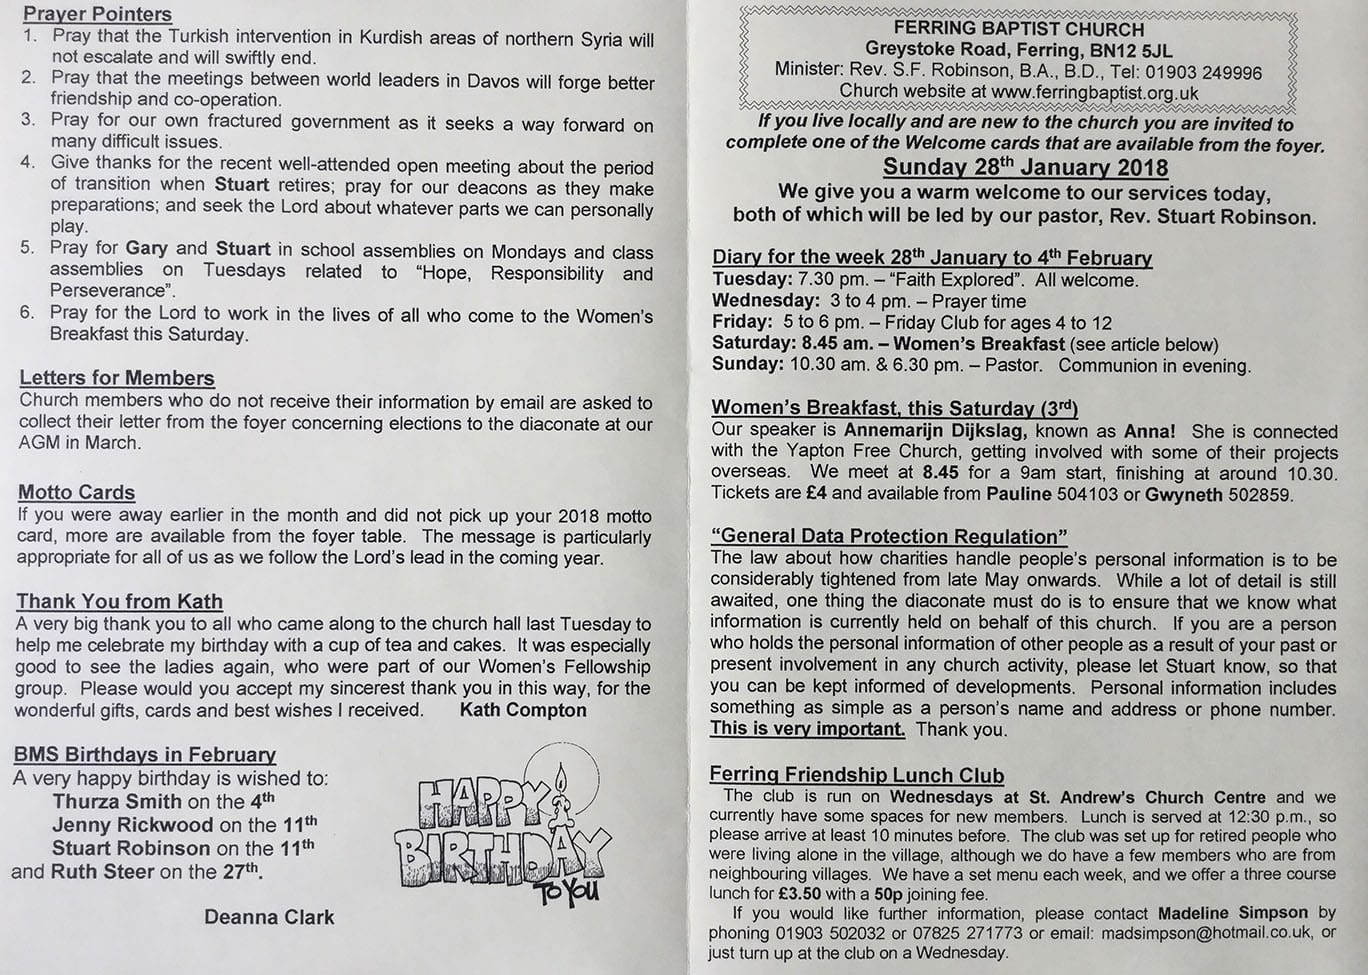 Prayer Pointers
1. Pray that the Turkish intervention in Kurdish areas of northern Syria will
not escalate and will swiftly end.
2. Pray that the meetings between world leaders in Davos will forge better
friendship and co-operation.
3. Pray for our own fractured government as it seeks a way forward on
many difficult issues.
4. Give thanks for the recent well-attended open meeting about the period
of transition when Stuart retires; pray for our deacons as they make
preparations; and seek the Lord about whatever parts we can personally
play.
5. Pray for Gary and Stuart in school assemblies on Mondays and class
assemblies on Tuesdays related to “Hope, Responsibility and
Perseverance”.
6. Pray for the Lord to work in the lives of all who come to the Women's
Breakfast this Saturday.
Letters for Members
Church members who do not receive their information by email are asked to
collect their letter from the foyer concerning elections to the diaconate at our
AGM in March.
Motto Cards
If you were away earlier in the month and did not pick up your 2018 motto
card, more are available from the foyer table. The message is particularly
appropriate for all of us as we follow the Lord's lead in the coming year.
Thank You from Kath
A very big thank you to all who came along to the church hall last Tuesday to
help me celebrate my birthday with a cup of tea and cakes. It was especially
good to see the ladies again, who were part of our Women's Fellowship
group. Please would you accept my sincerest thank you in this way, for the
wonderful gifts, cards and best wishes I received. Kath Compton
BMS Birthdays in February
A very happy birthday is wished to:
Thurza Smith on the 4th
Jenny Rickwood on the 11th
Stuart Robinson on the 11th
and Ruth Steer on the 27th.
Deanna Clark
HAPPY
BIRTHDAY
TO YOU
FERRING BAPTIST CHURCH
Greystoke Road, Ferring, BN12 5JL
Minister: Rev. S.F. Robinson, B.A., B.D., Tel: 01903 249996
Church website at www.ferringbaptist.org.uk
If you live locally and are new to the church you are invited to
complete one of the Welcome cards that are available from the foyer.
Sunday 28th January 2018
We give you a warm welcome to our services today,
both of which will be led by our pastor, Rev. Stuart Robinson.
Diary for the week 28th January to 4th February
Tuesday: 7.30 pm. – “Faith Explored”. All welcome.
Wednesday: 3 to 4 pm. – Prayer time
Friday: 5 to 6 pm. – Friday Club for ages 4 to 12
Saturday: 8.45 am. – Women's Breakfast (see article below)
Sunday: 10.30 am. & 6.30 pm. – Pastor. Communion in evening.
Women's Breakfast, this Saturday (3rd)
Our speaker is Annemarijn Dijkslag, known as Anna! She is connected
with the Yapton Free Church, getting involved with some of their projects
overseas. We meet at 8.45 for a 9am start, finishing at around 10.30.
Tickets are £4 and available from Pauline 504103 or Gwyneth 502859.
“General Data Protection Regulation”
The law about how charities handle people's personal information is to be
considerably tightened from late May onwards. While a lot of detail is still
awaited, one thing the diaconate must do is to ensure that we know what
information is currently held on behalf of this church. If you are a person
who holds the personal information of other people as a result of your past or
present involvement in any church activity, please let Stuart know, so that
you can be kept informed of developments. Personal information includes
something as simple as a person's name and address or phone number.
This is very important. Thank you.
Ferring Friendship Lunch Club
The club is run on Wednesdays at St. Andrew's Church Centre and we
currently have some spaces for new members. Lunch is served at 12:30 p.m., so
please arrive at least 10 minutes before. The club was set up for retired people who
were living alone in the village, although we do have a few members who are from
neighbouring villages. We have a set menu each week, and we offer a three course
lunch for £3.50 with a 50p joining fee.
If you would like further information, please contact Madeline Simpson by
phoning 01903 502032 or 07825 271773 or email: madsimpson@hotmail.co.uk, or
just turn up at the club on a Wednesday.